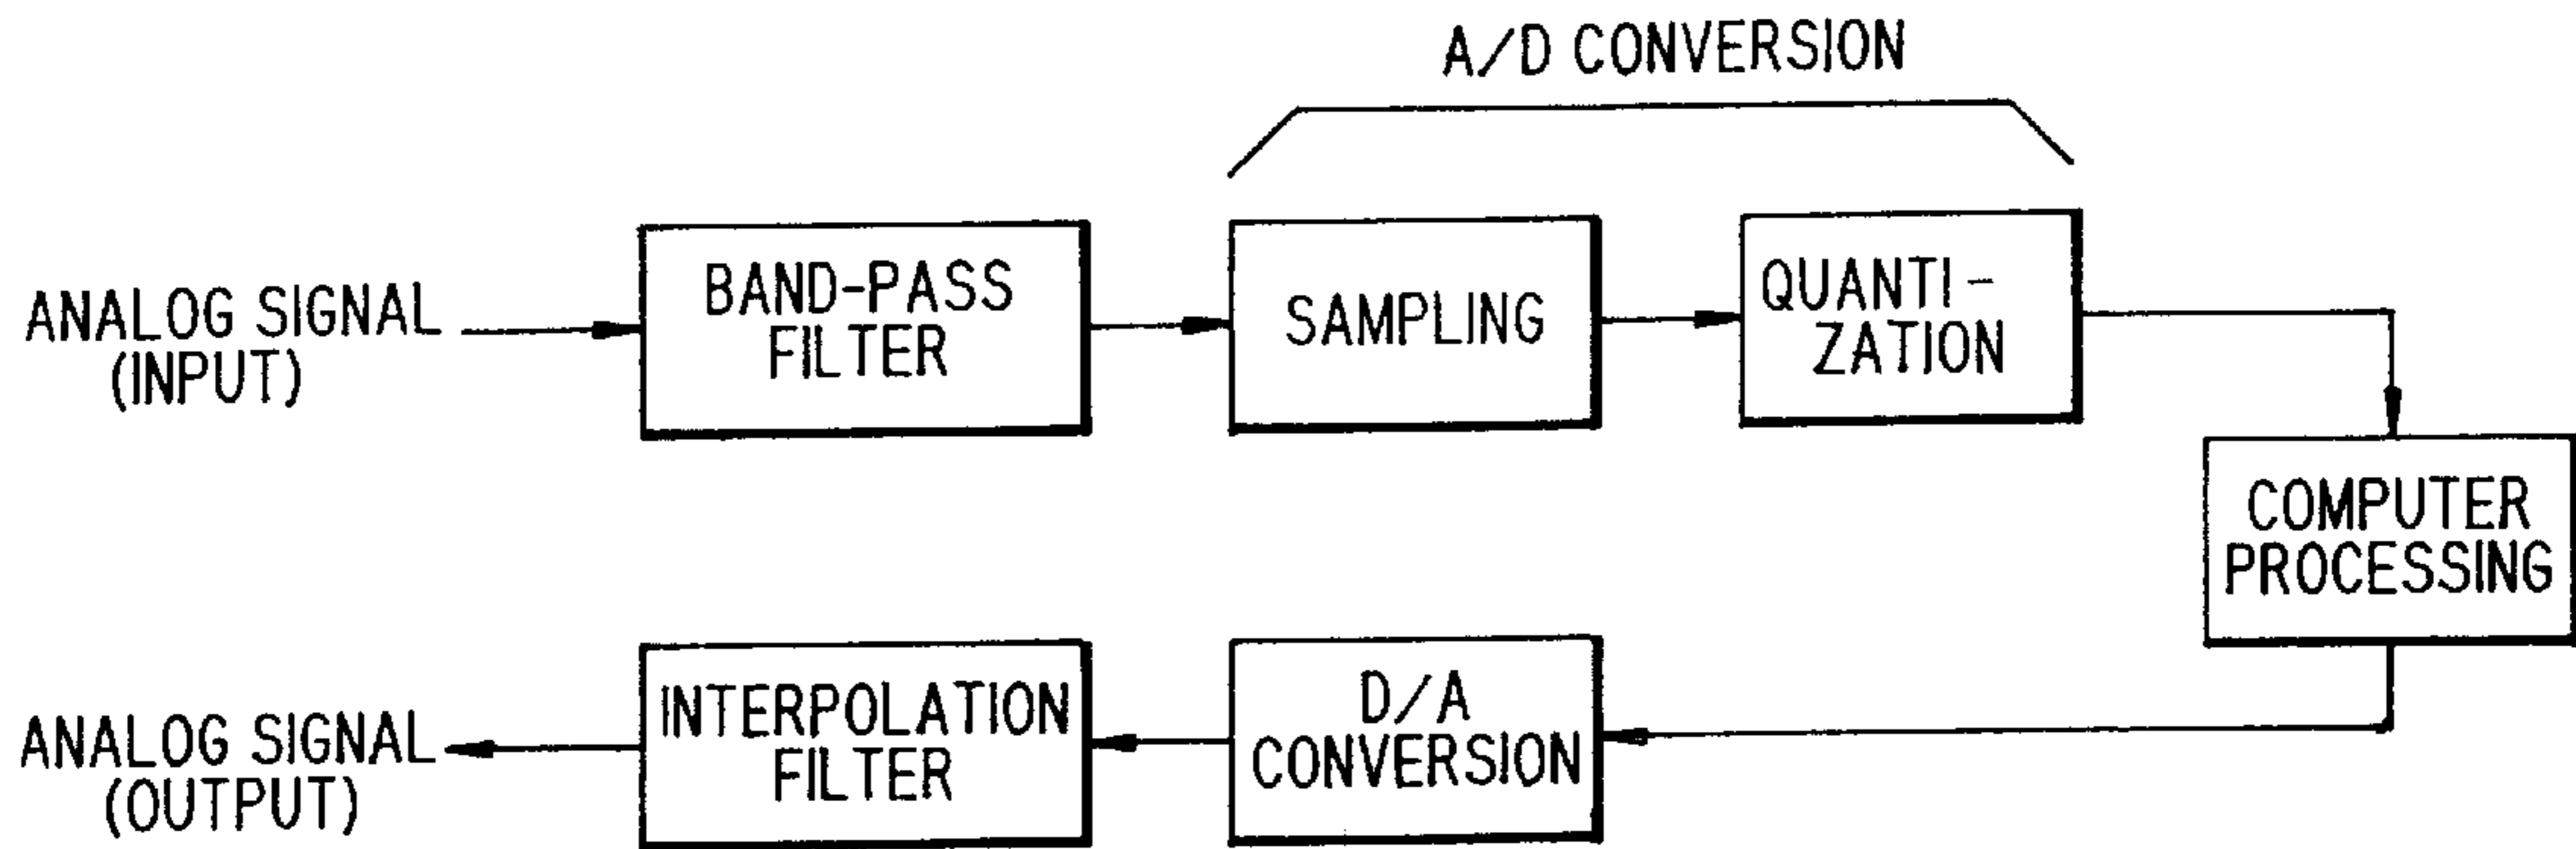 A/D CONVERSION
ANALOG SIGNAL
(INPUT)
BAND-PASS
FILTER
SAMPLING
QUANTI-
ZATION
COMPUTER
PROCESSING
D/A
CONVERSION
INTERPOLATION
FILTER
ANALOG SIGNAL
(OUTPUT)